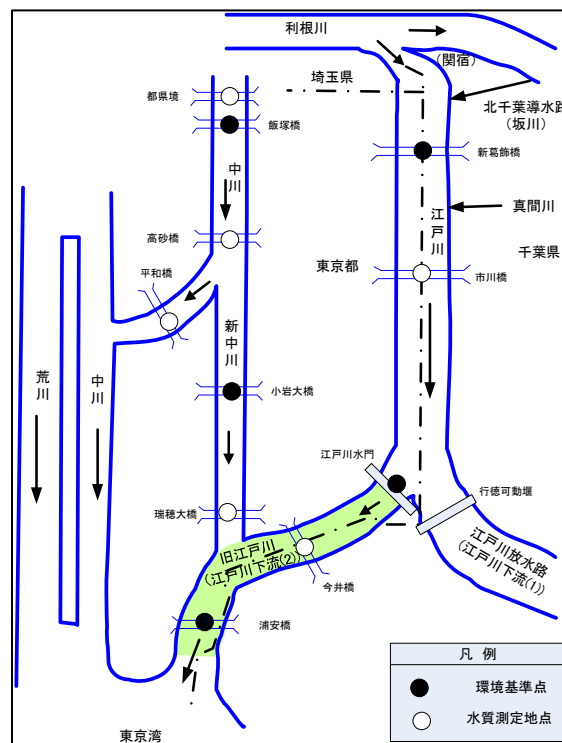 利根川
(関宿)
埼玉県
都県境
飯塚橋
北千葉導水路
(坂川)
新葛飾橋
中川
江戸川
真間川
高砂橋
東京都
千葉県
平和橋
市川橋
新中川
荒川
中川
小岩大橋
江戸川水門
行徳可動堰
瑞穂大橋
旧江戸川
(江戸川下流(2))
江戸川放水路
(江戸川下流(1))
今井橋
浦安橋
東京湾
凡 例
環境基準点
水質測定地点